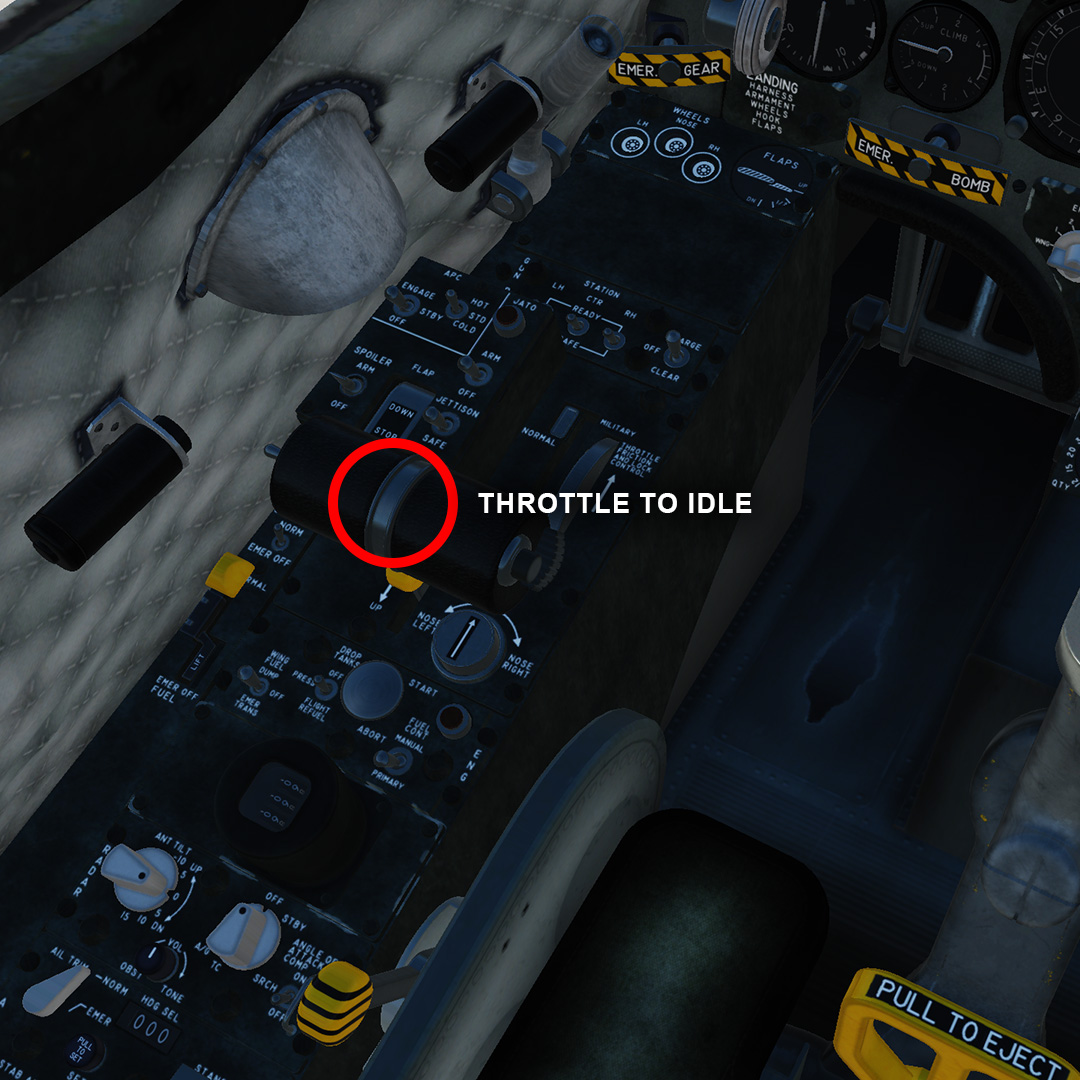 EMER. GEAR
LANDING
HARNESS
ARMAMENT
WHEELS
HOOK
FLAPS
UP CLIMB
DOWN
EMER. BOMB
WHEELS
NOSE
LH
RH
FLAPS
UP
GUN
APC
ENGAGE
OFF
STBY
HOT
STD
COLD
JATO
ARM
OFF
STATION
LH CTR RH
READY
SAFE
OFF
CLEAR
SPOILER
ARM
OFF
FLAP
DOWN
STOP
JETTISON
SAFE
NORMAL
MILITARY
THROTTLE
FRICTION
AND LOCK
CONTROL
THROTTLE TO IDLE
NORM
EMER OFF
UP
NOSE
LEFT
NOSE
RIGHT
LIFT
EMER OFF
FUEL
WING
FUEL
DUMP
OFF
EMER
TRANS
DROP
TANKS
PRESS
OFF
FLIGHT
REFUEL
START
ABORT
FUEL
CONT
MANUAL
PRIMARY
ENG
RADAR
ANT TILT
10 UP
5
0
5
15 10 DN
OFF
STBY
A/G TC
SRCH
VOL
OBST
TONE
ANGLE OF
ATTACK
COMP
ON
OFF
AIL TRIM
NORM
EMER
HDG SEL
000
PULL
TO
SET
QTY
PULL TO EJECT